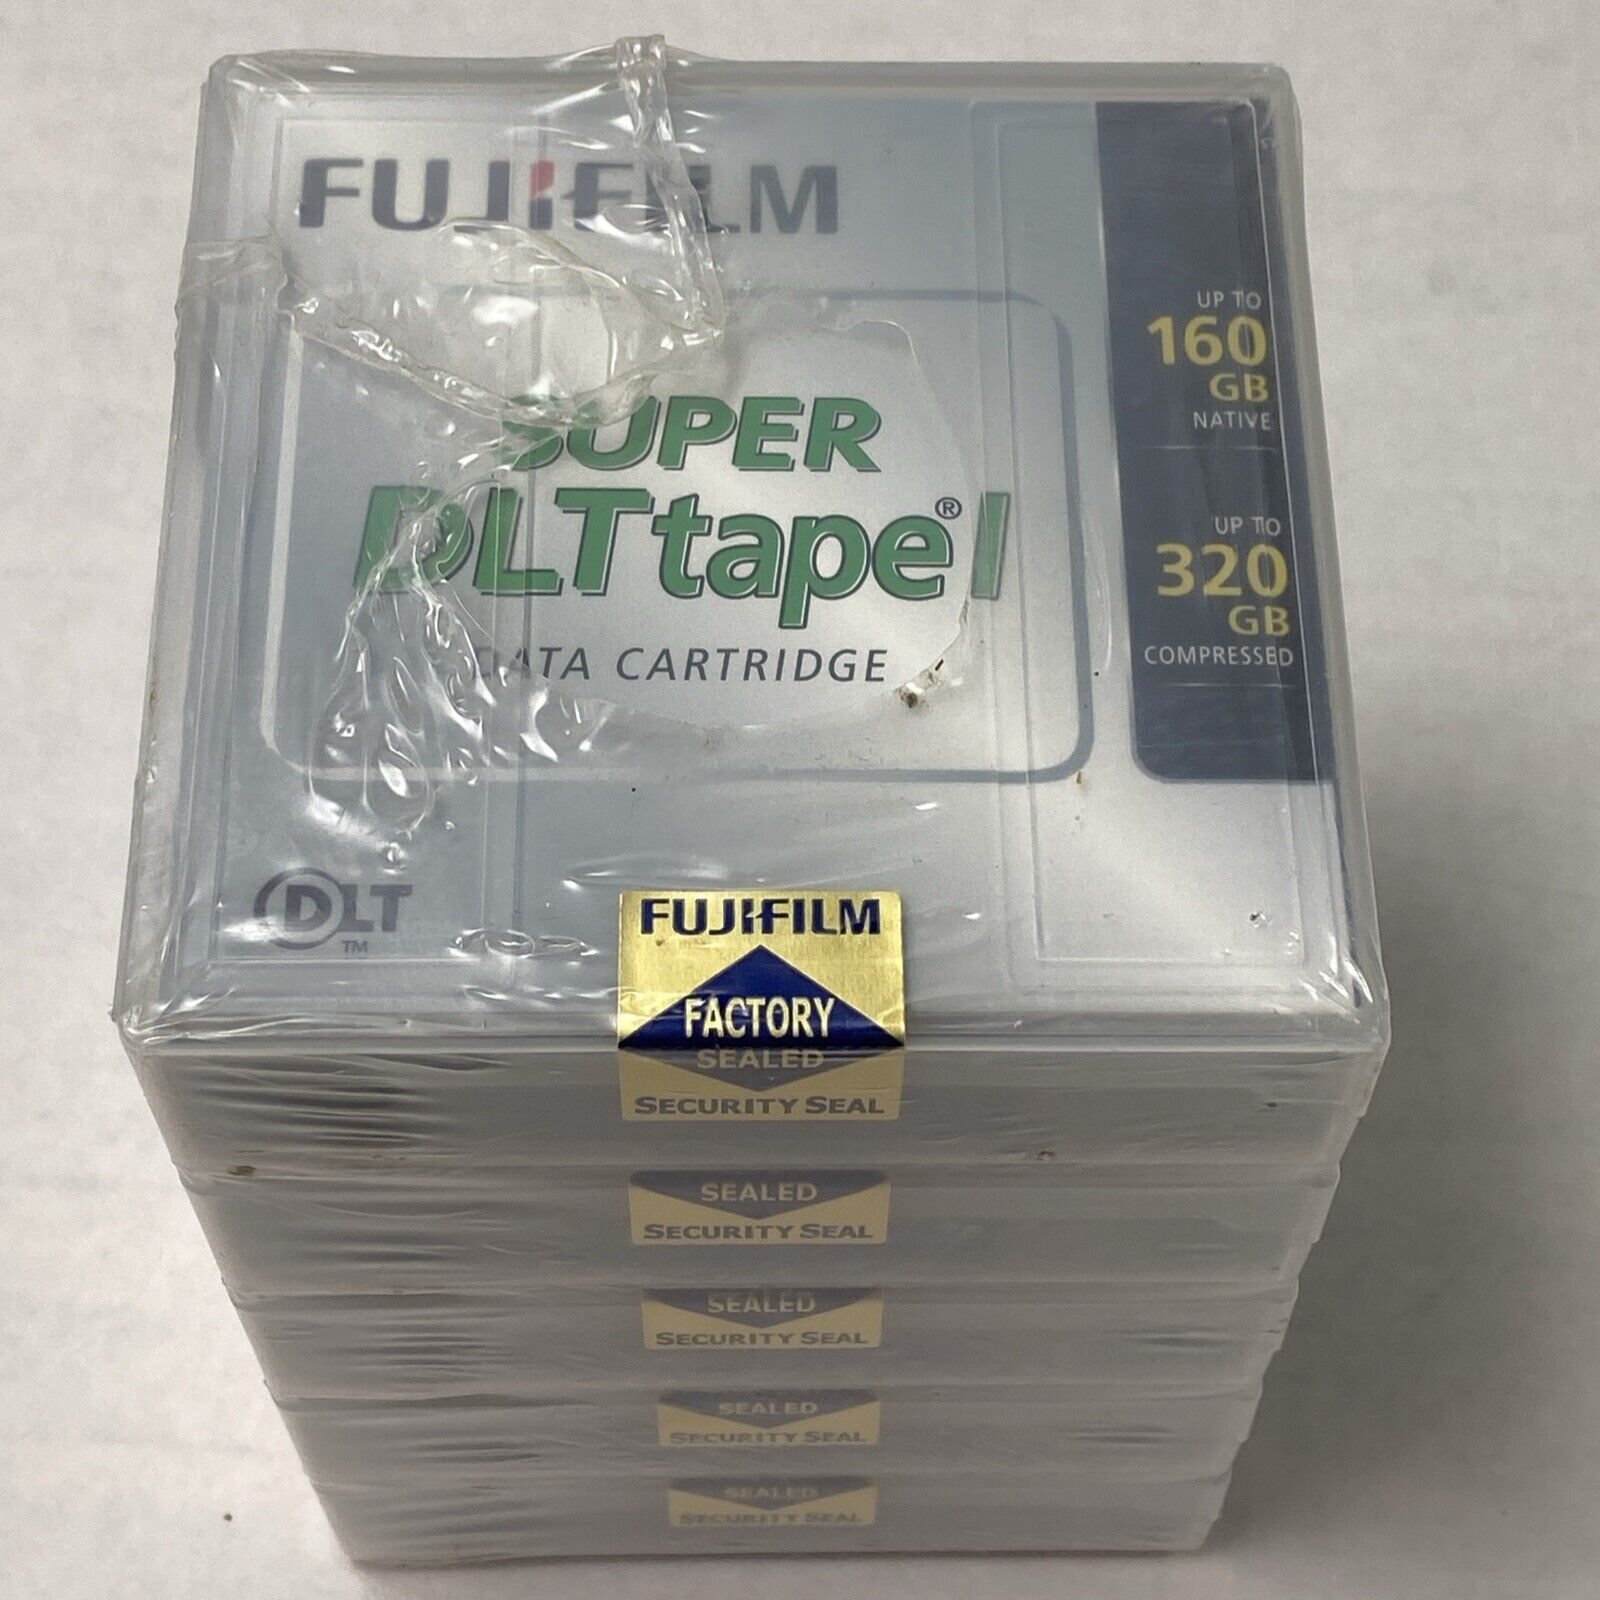 FUJIFILM
SUPER
DLTtape® I
DATA CARTRIDGE
UP TO
160
GB
NATIVE
UP TO
320
GB
COMPRESSED
DLT
TM
FUJIFILM
FACTORY
SEALED
SECURITY SEAL
SEALED
SECURITY SEAL
SEALED
SECURITY SEAL
SEALED
SECURITY SEAL
SEALED
SECURITY SEAL